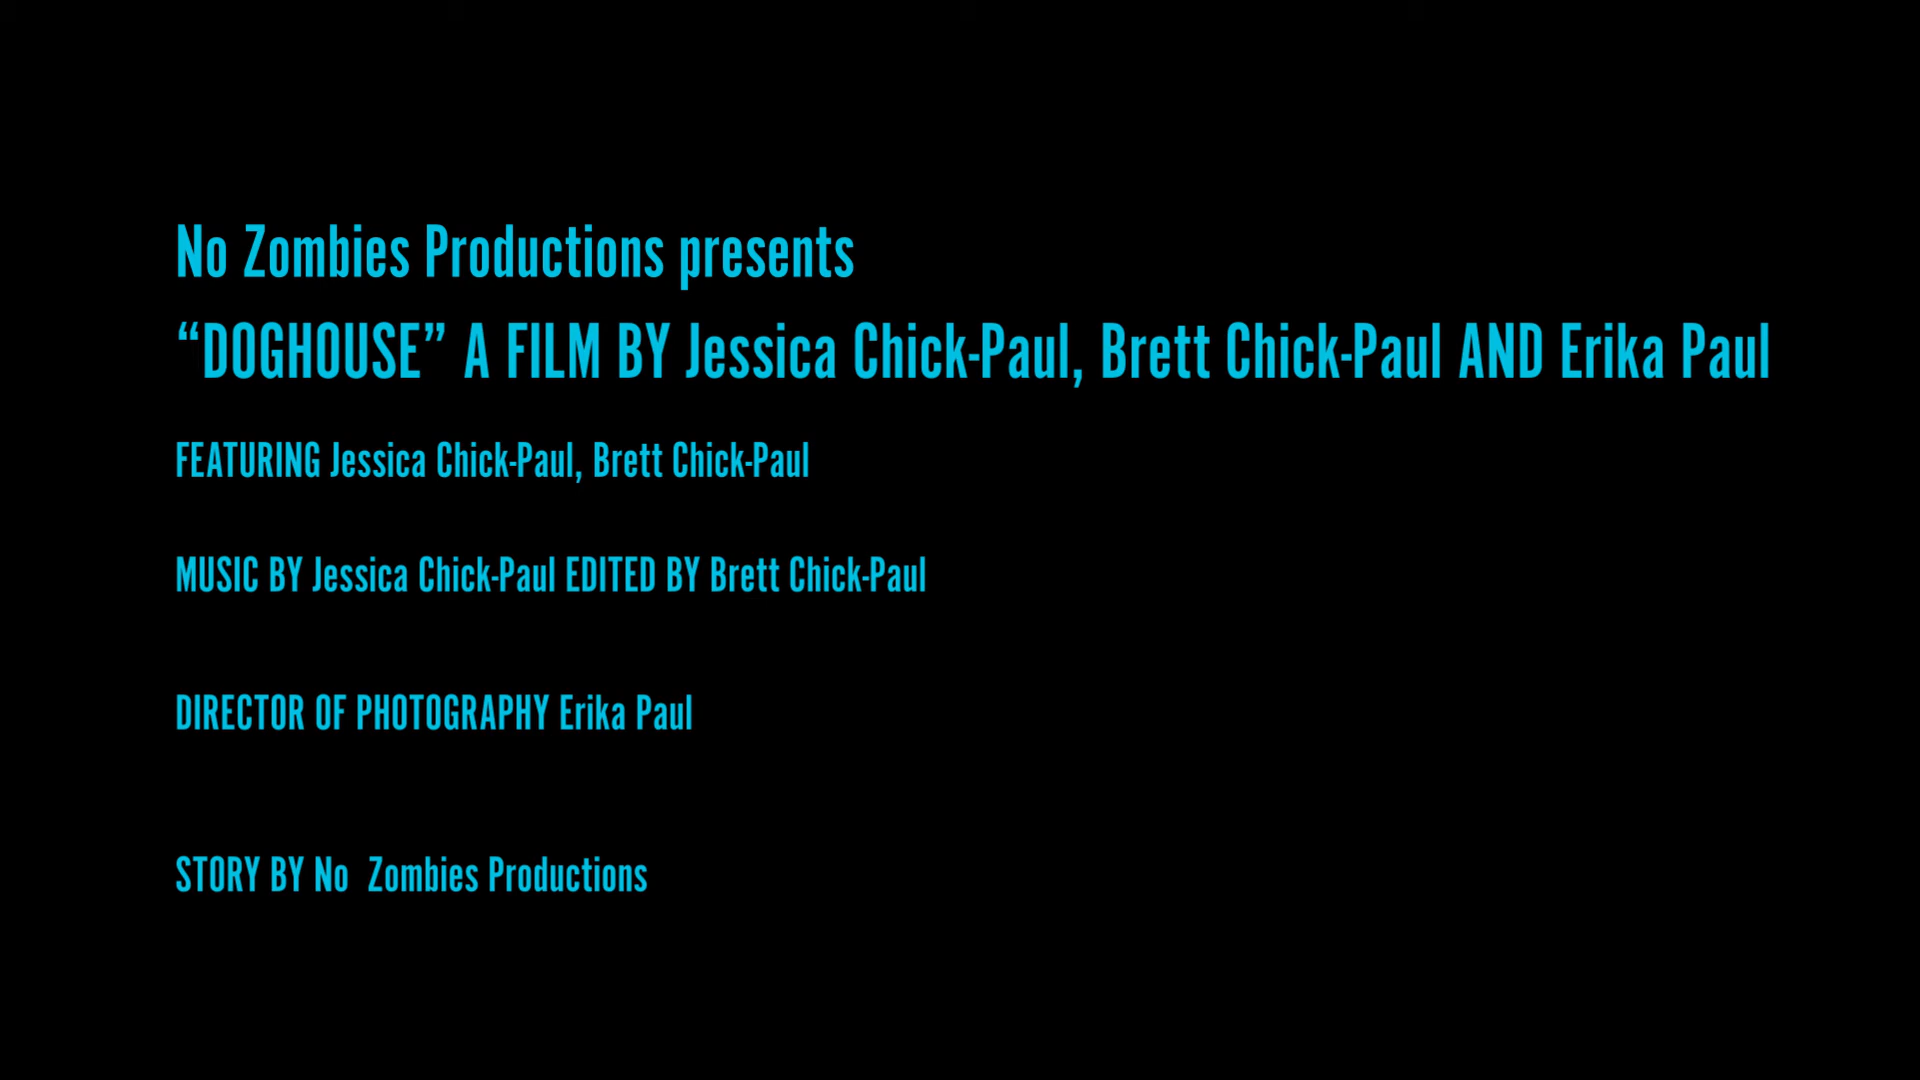 No Zombies Productions presents
“DOGHOUSE” A FILM BY Jessica Chick-Paul, Brett Chick-Paul AND Erika Paul
FEATURING Jessica Chick-Paul, Brett Chick-Paul
MUSIC BY Jessica Chick-Paul EDITED BY Brett Chick-Paul
DIRECTOR OF PHOTOGRAPHY Erika Paul
STORY BY No  Zombies Productions